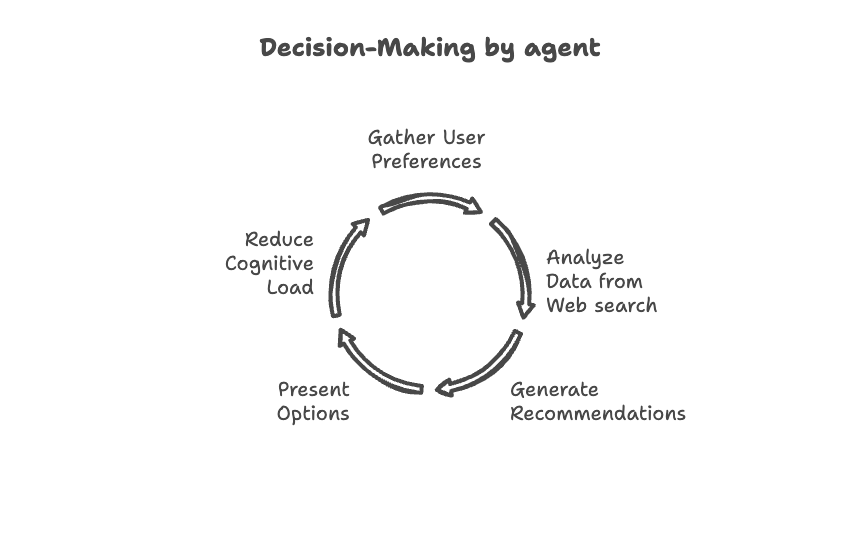 Decision-Making by agent
Gather User
Preferences
Analyze
Data from
Web search
Generate
Recommendations
Present
Options
Reduce
Cognitive
Load